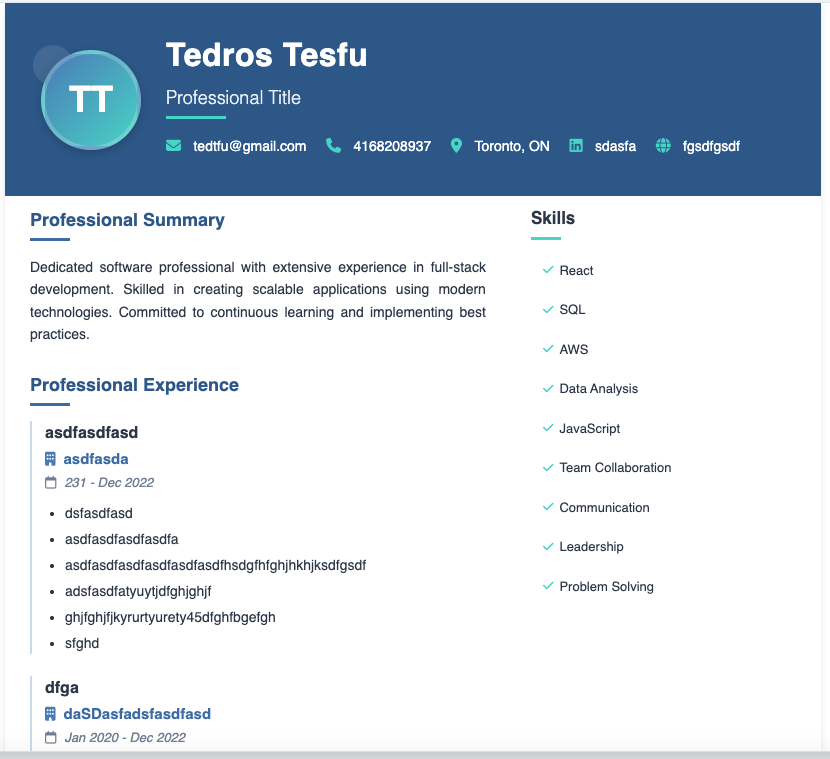 TT
Tedros Tesfu
Professional Title
tedtfu@gmail.com 4168208937 Toronto, ON sdasfa fgsdfgsdf
Professional Summary
Dedicated software professional with extensive experience in full-stack
development. Skilled in creating scalable applications using modern
technologies. Committed to continuous learning and implementing best
practices.
Professional Experience
asdfasdfasd
asdfasda
231 - Dec 2022
• dsfasdfasd
• asdfasdfasdfasdfa
• asdfasdfasdfasdfasdfasdfhsdgfhfghjhkhjksdfgsdf
• adsfasdfatyuytjdfghjghjf
• ghjfghjfjkyrurtyurety45dfghfbgefgh
• sfghd
dfga
daSDasfadsfasdfasd
Jan 2020 - Dec 2022
Skills
React
SQL
AWS
Data Analysis
JavaScript
Team Collaboration
Communication
Leadership
Problem Solving